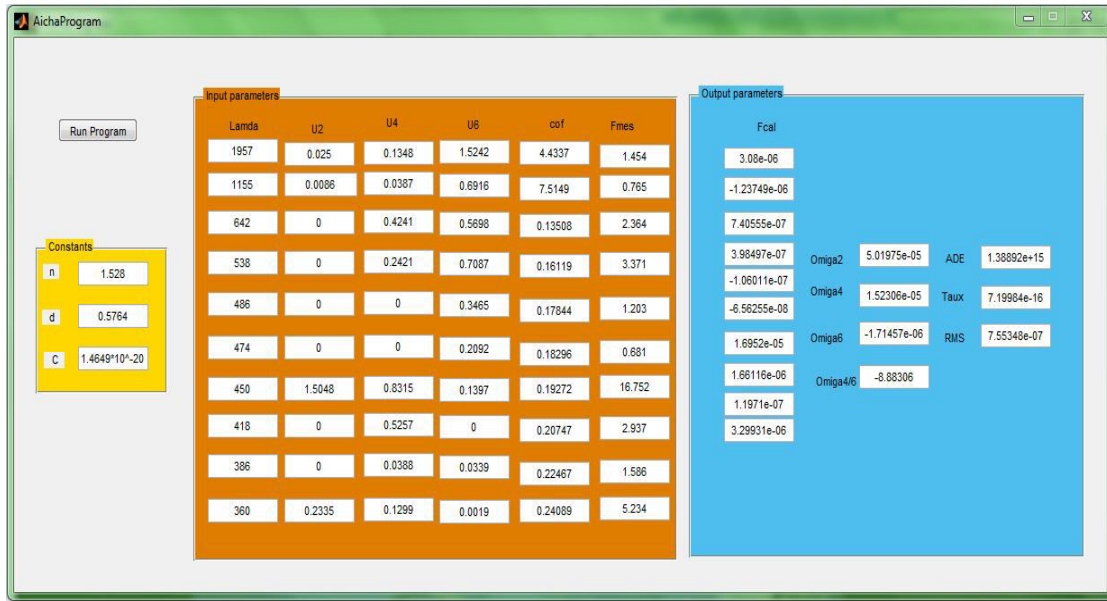 AichaProgram
Run Program
Constants
n 1.528
d 0.5764
C 1.4649*10^-20
Input parameters
Lamda U2 U4 U6 cof Fmes
1957 0.025 0.1348 1.5242 4.4337 1.454
1155 0.0086 0.0387 0.6916 7.5149 0.765
642 0 0.4241 0.5698 0.13508 2.364
538 0 0.2421 0.7087 0.16119 3.371
486 0 0 0.3465 0.17844 1.203
474 0 0 0.2092 0.18296 0.681
450 1.5048 0.8315 0.1397 0.19272 16.752
418 0 0.5257 0 0.20747 2.937
386 0 0.0388 0.0339 0.22467 1.586
360 0.2335 0.1299 0.0019 0.24089 5.234
Output parameters
Fcal
3.08e-06
-1.23749e-06
7.40555e-07
3.98497e-07
-1.06011e-07
-6.56255e-08
1.6952e-05
1.66116e-06
1.1971e-07
3.29931e-06
Omiga2 5.01975e-05 ADE 1.38892e+15
Omiga4 1.52306e-05 Taux 7.19984e-16
Omiga6 -1.71457e-06 RMS 7.55348e-07
Omiga4/6 -8.88306